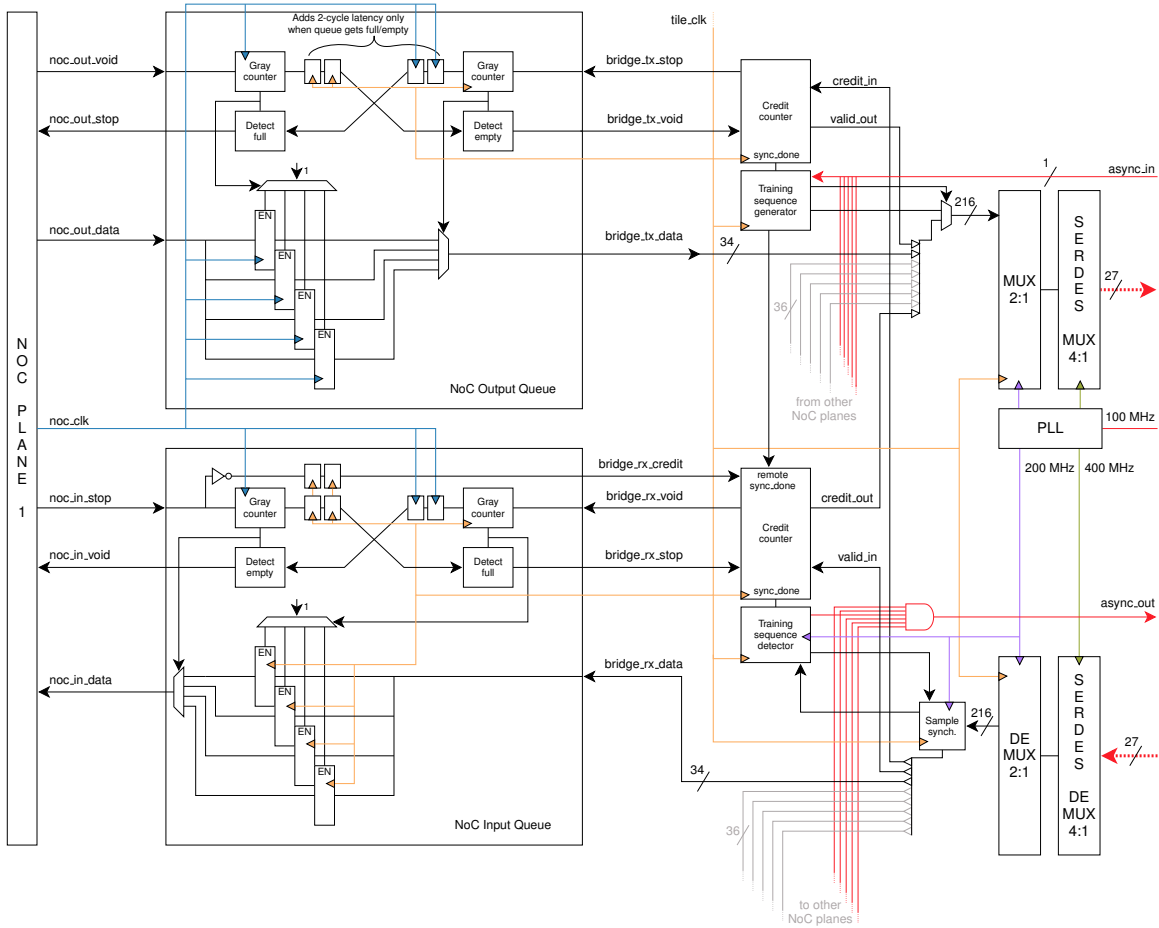 Adds 2-cycle latency only
when queue gets full/empty
tile_clk
noc_out_void
Gray
counter
Gray
counter
bridge_tx_stop
credit_in
noc_out_stop
Detect
full
Detect
empty
bridge_tx_void
Credit
counter
valid_out
sync_done
1
1
async_in
Training
sequence
generator
216
EN
noc_out_data
bridge_tx_data
34
EN
EN
EN
36
MUX
2:1
S
E
R
D
E
S
MUX
4:1
27
N
O
C
P
L
A
N
E
1
NoC Output Queue
from other
NoC planes
noc_clk
PLL
100 MHz
200 MHz
400 MHz
bridge_rx_credit
remote
sync_done
noc_in_stop
Gray
counter
Gray
counter
bridge_rx_void
credit_out
Credit
counter
noc_in_void
Detect
empty
Detect
full
bridge_rx_stop
valid_in
sync_done
1
async_out
Training
sequence
detector
EN
bridge_rx_data
noc_in_data
EN
EN
EN
34
Sample
synch.
216
DE
MUX
2:1
S
E
R
D
E
S
DE
MUX
4:1
27
36
NoC Input Queue
to other
NoC planes